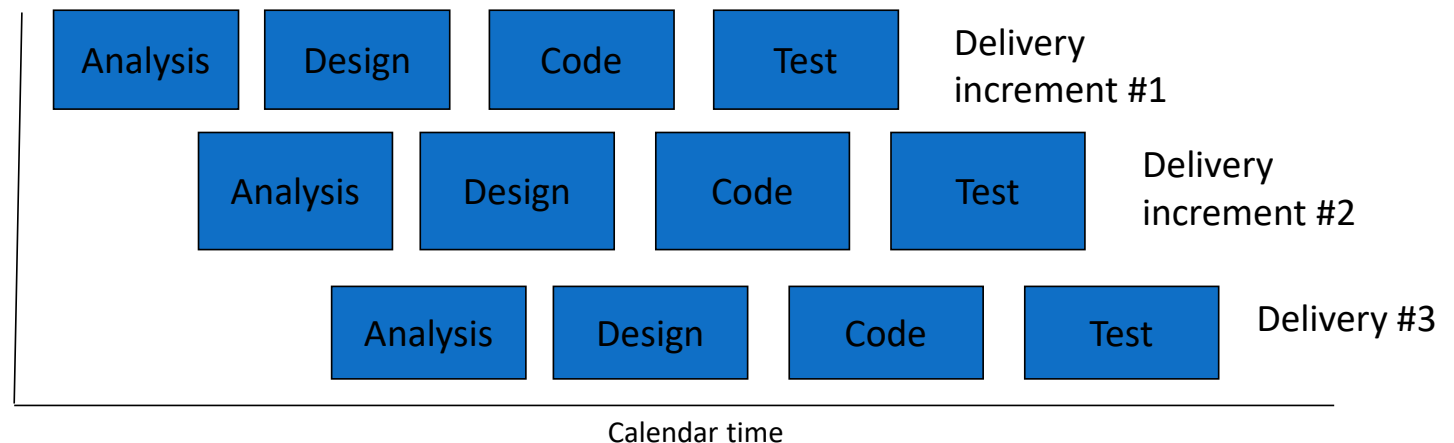 Analysis
Design
Code
Test
Delivery
increment #1
Analysis
Design
Code
Test
Delivery
increment #2
Analysis
Design
Code
Test
Delivery #3
Calendar time